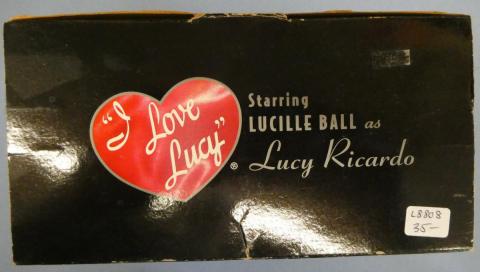 "I
Love
Lucy"
®
Starring
LUCILLE BALL as
Lucy Ricardo
L8808
35—